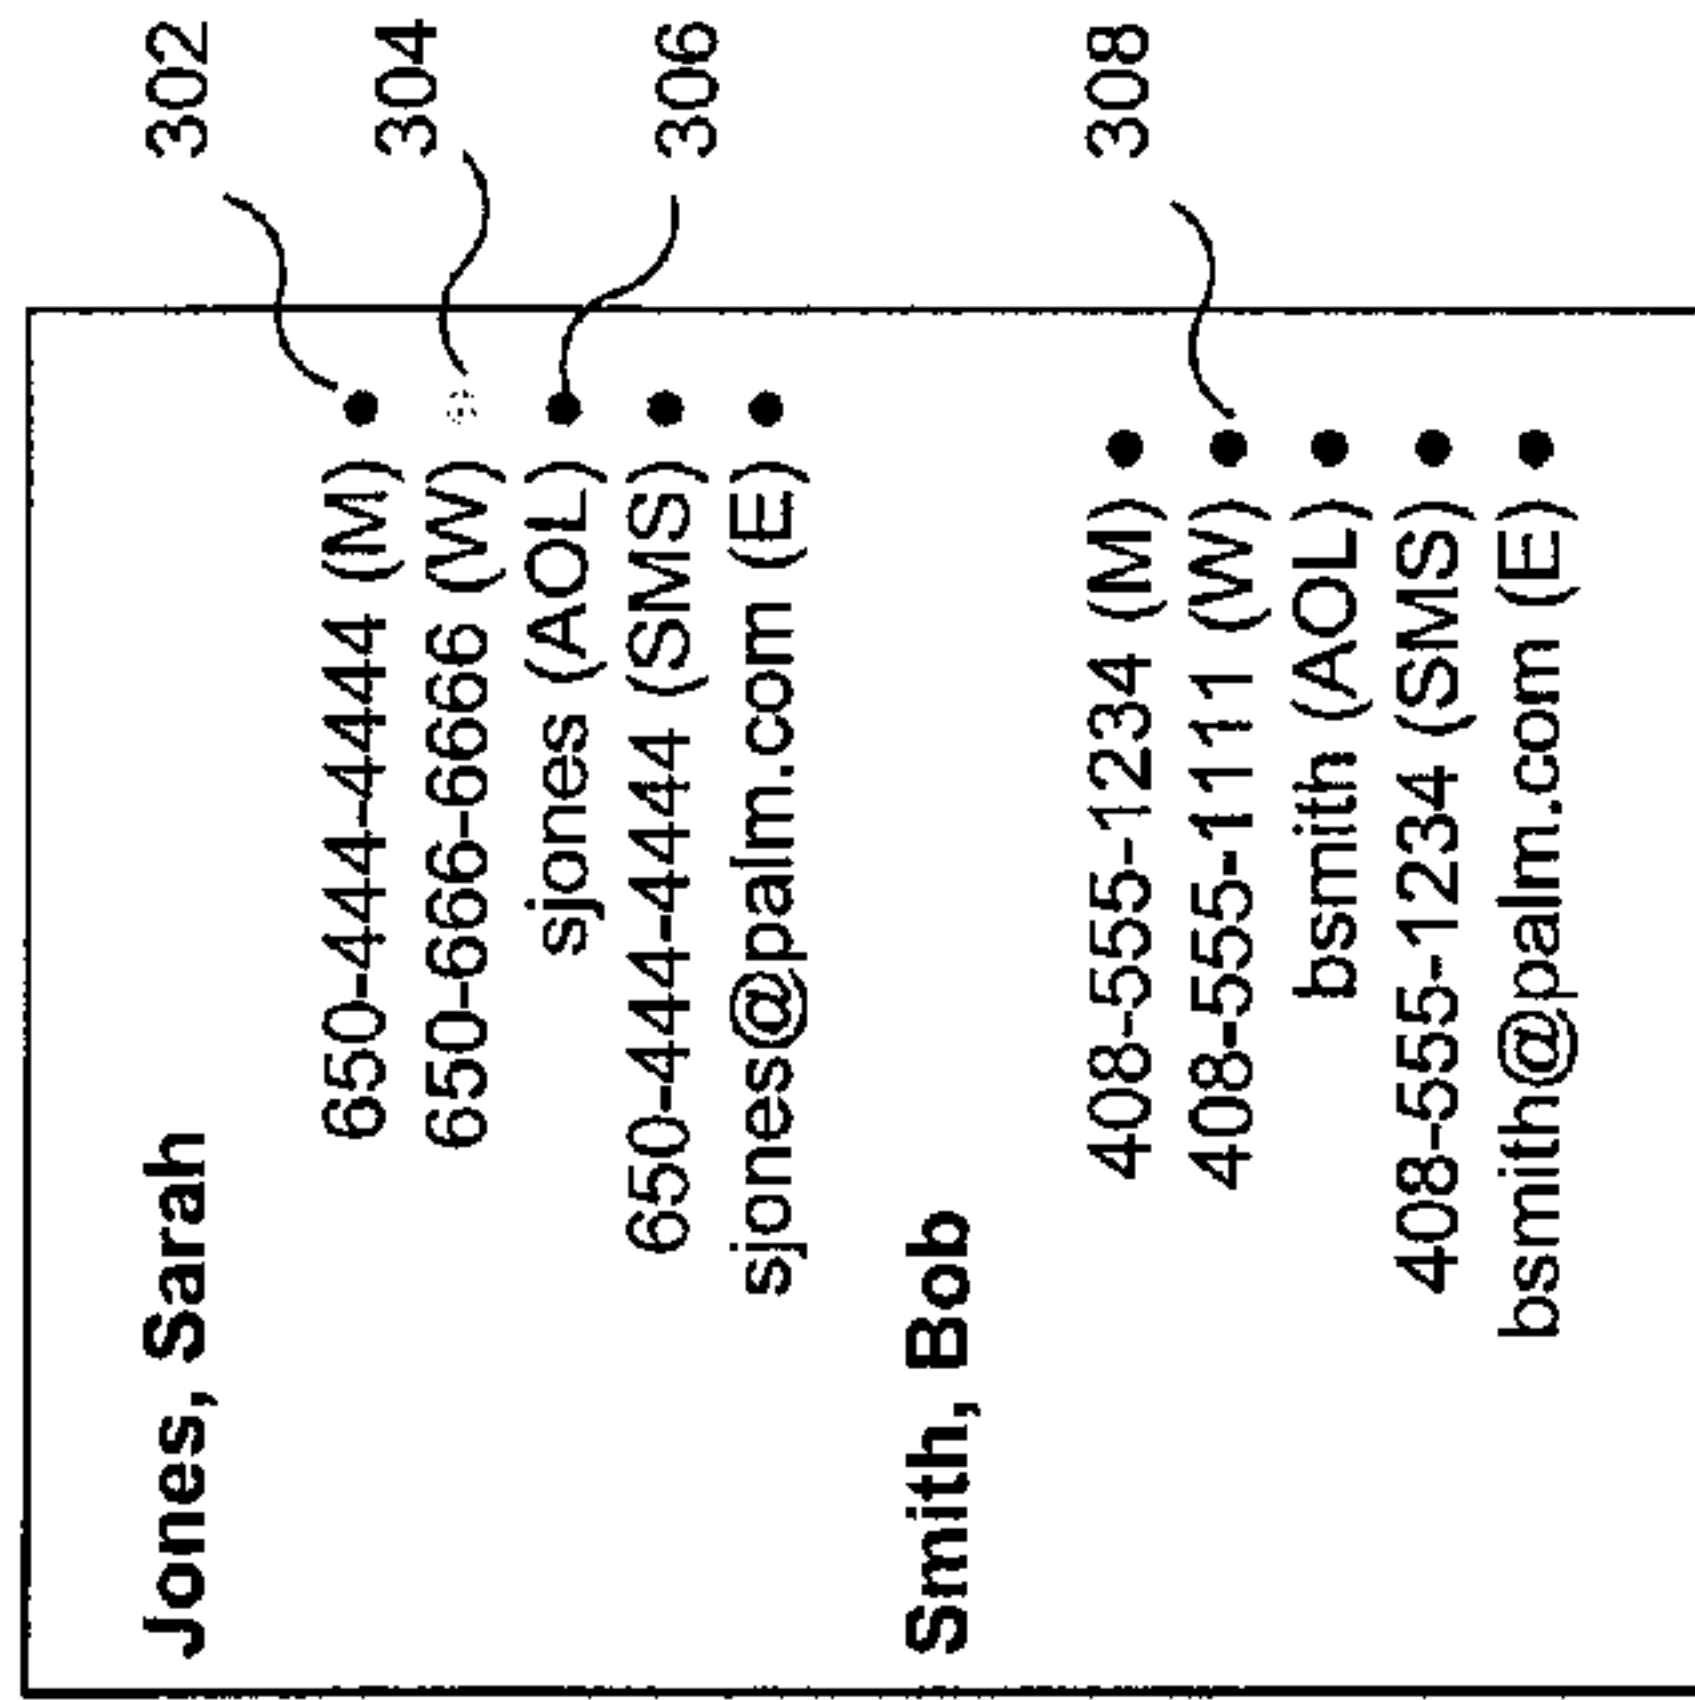 Jones, Sarah
302
650-444-4444 (M)
304
650-666-6666 (W)
sjones (AOL)
306
650-444-4444 (SMS)
sjones@palm.com (E)
Smith, Bob
408-555-1234 (M)
308
408-555-1111 (W)
bsmith (AOL)
408-555-1234 (SMS)
bsmith@palm.com (E)